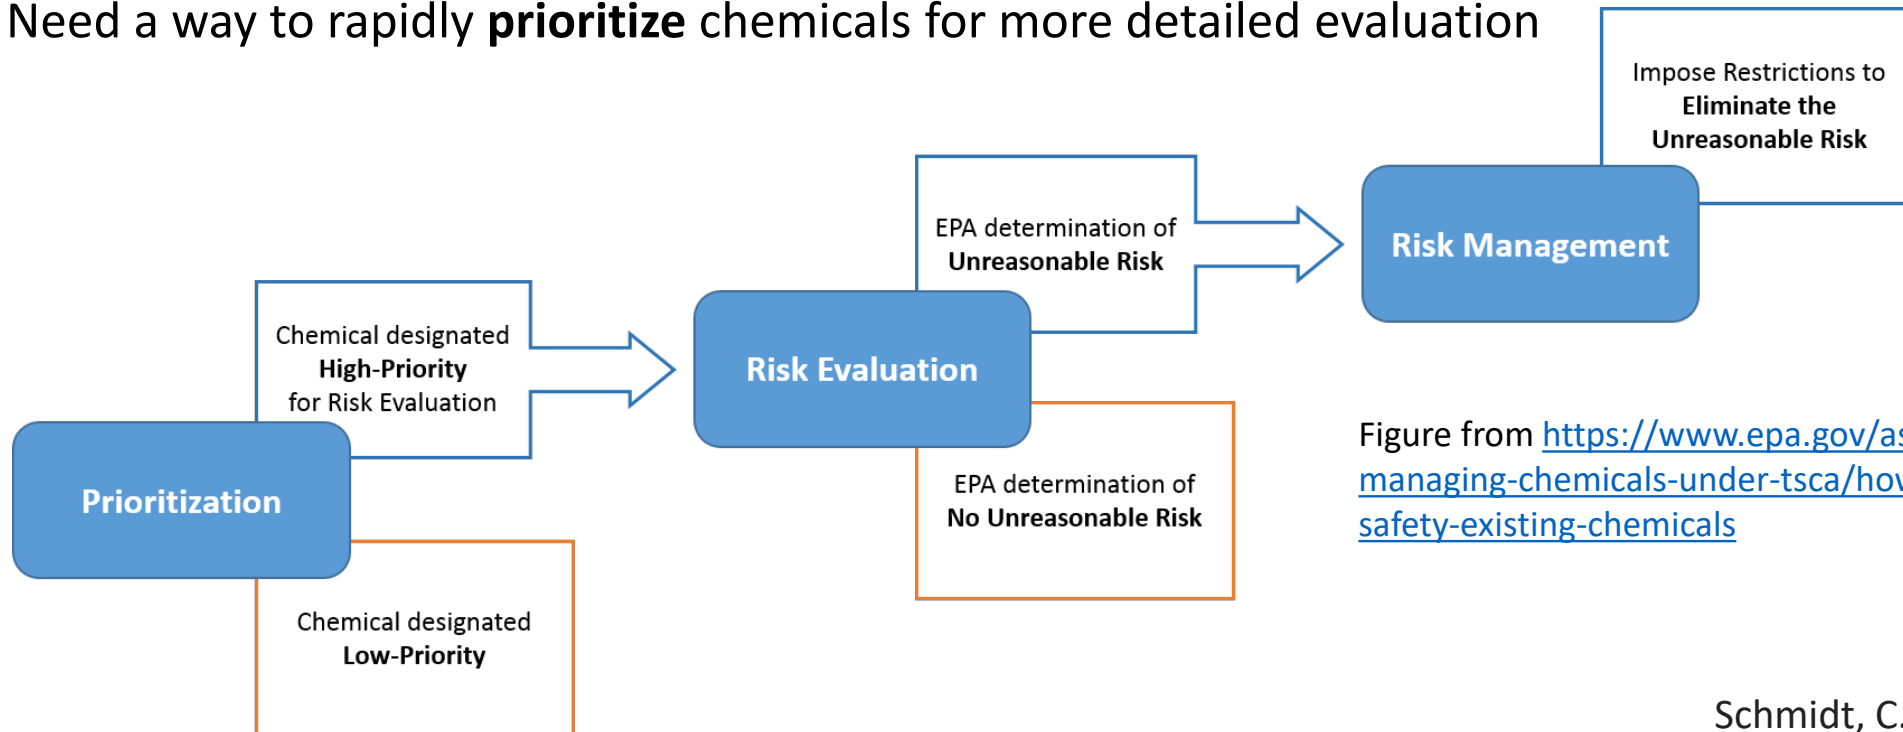 Need a way to rapidly prioritize chemicals for more detailed evaluation
Impose Restrictions to
Eliminate the
Unreasonable Risk
Risk Management
EPA determination of
Unreasonable Risk
Risk Evaluation
EPA determination of
No Unreasonable Risk
Chemical designated
High-Priority
for Risk Evaluation
Prioritization
Chemical designated
Low-Priority
Figure from https://www.epa.gov/as
managing-chemicals-under-tsca/how
safety-existing-chemicals
Schmidt, C.